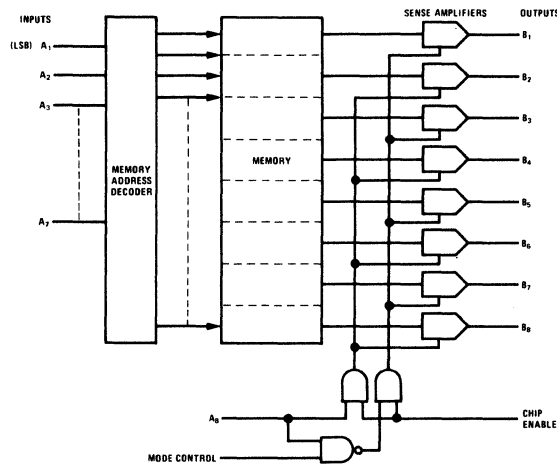 INPUTS
SENSE AMPLIFIERS
OUTPUTS
(LSB) A1
A2
A3
A7
MEMORY
ADDRESS
DECODER
MEMORY
B1
B2
B3
B4
B5
B6
B7
B8
A8
CHIP
ENABLE
MODE CONTROL